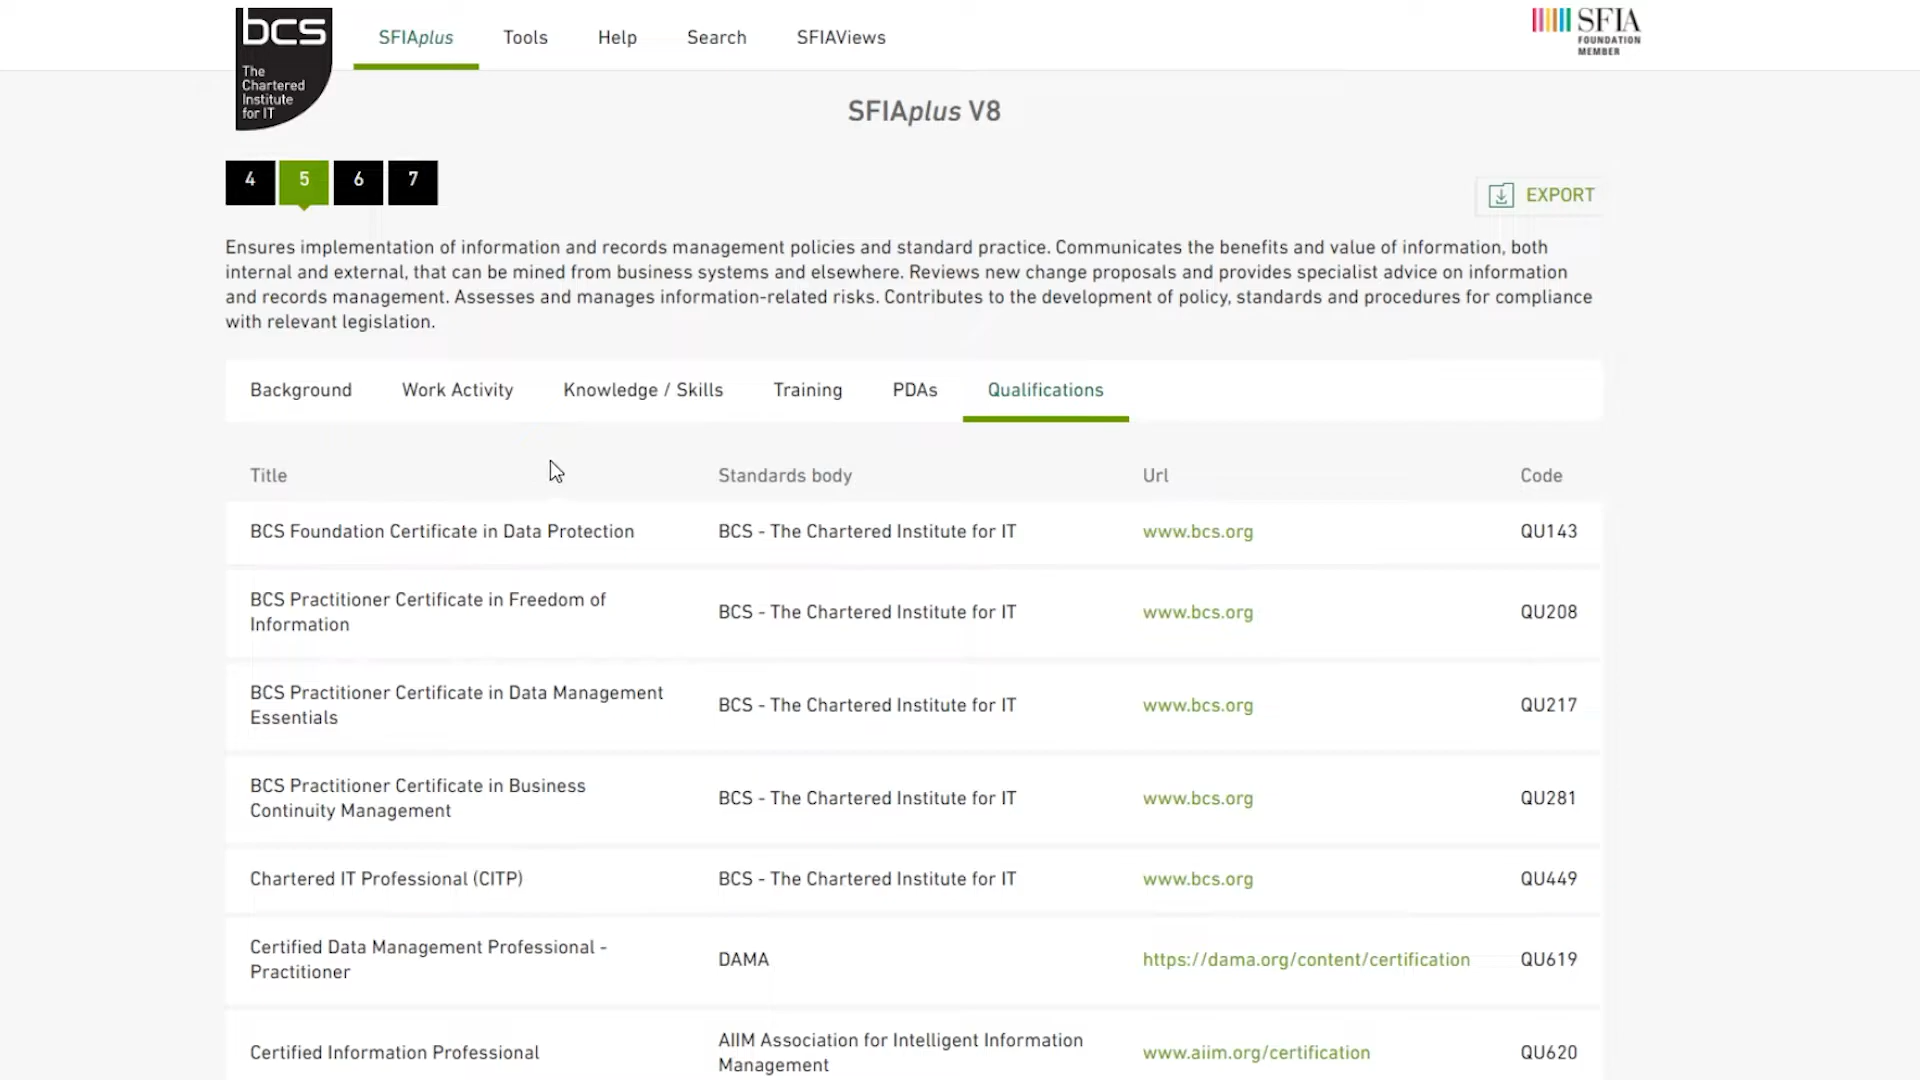 bcs
The
Chartered
Institute
for IT
SFIAplus
Tools
Help
Search
SFIAViews
SFIA
FOUNDATION
MEMBER
SFIAplus V8
4
5
6
7
EXPORT
Ensures implementation of information and records management policies and standard practice. Communicates the benefits and value of information, both
internal and external, that can be mined from business systems and elsewhere. Reviews new change proposals and provides specialist advice on information
and records management. Assesses and manages information-related risks. Contributes to the development of policy, standards and procedures for compliance
with relevant legislation.
Background
Work Activity
Knowledge / Skills
Training
PDAs
Qualifications
Title
Standards body
Url
Code
BCS Foundation Certificate in Data Protection
BCS - The Chartered Institute for IT
www.bcs.org
QU143
BCS Practitioner Certificate in Freedom of
Information
BCS - The Chartered Institute for IT
www.bcs.org
QU208
BCS Practitioner Certificate in Data Management
Essentials
BCS - The Chartered Institute for IT
www.bcs.org
QU217
BCS Practitioner Certificate in Business
Continuity Management
BCS - The Chartered Institute for IT
www.bcs.org
QU281
Chartered IT Professional (CITP)
BCS - The Chartered Institute for IT
www.bcs.org
QU449
Certified Data Management Professional -
Practitioner
DAMA
https://dama.org/content/certification
QU619
Certified Information Professional
AIIM Association for Intelligent Information
Management
www.aiim.org/certification
QU620